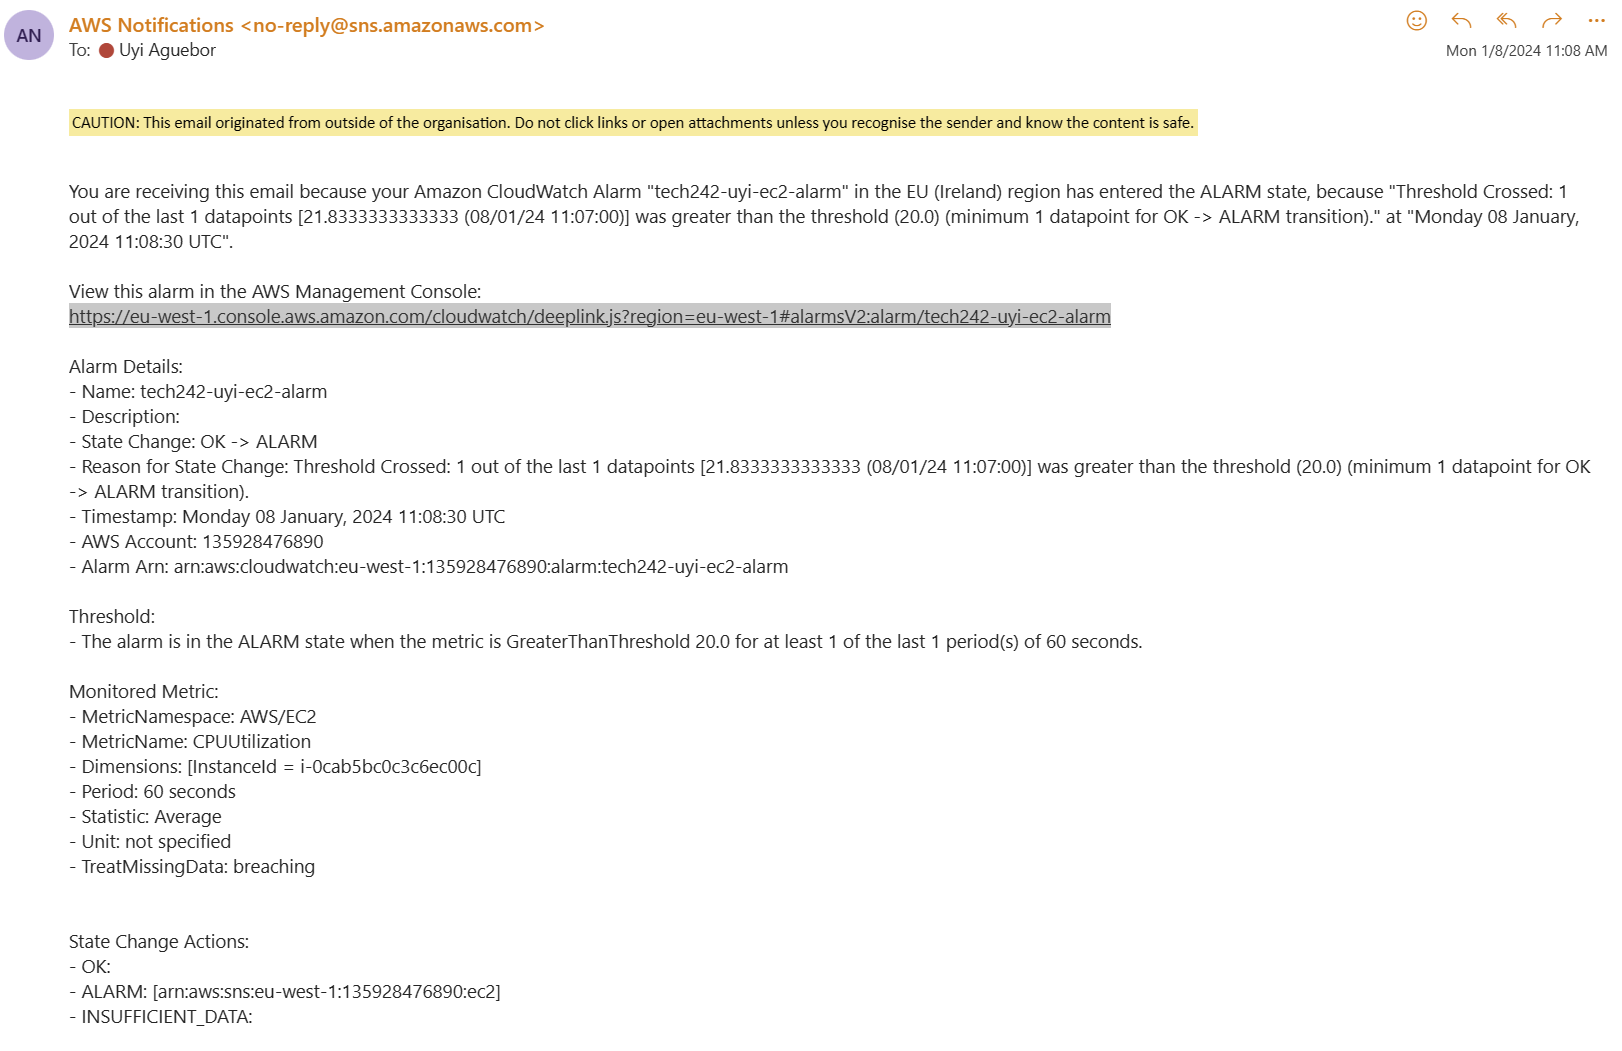 AN
AWS Notifications <no-reply@sns.amazonaws.com>
To: Uyi Aguebor
Mon 1/8/2024 11:08 AM
CAUTION: This email originated from outside of the organisation. Do not click links or open attachments unless you recognise the sender and know the content is safe.
You are receiving this email because your Amazon CloudWatch Alarm "tech242-uyi-ec2-alarm" in the EU (Ireland) region has entered the ALARM state, because "Threshold Crossed: 1
out of the last 1 datapoints [21.8333333333333 (08/01/24 11:07:00)] was greater than the threshold (20.0) (minimum 1 datapoint for OK -> ALARM transition)." at "Monday 08 January,
2024 11:08:30 UTC".
View this alarm in the AWS Management Console:
https://eu-west-1.console.aws.amazon.com/cloudwatch/deeplink.js?region=eu-west-1#alarmsV2:alarm/tech242-uyi-ec2-alarm
Alarm Details:
- Name: tech242-uyi-ec2-alarm
- Description:
- State Change: OK -> ALARM
- Reason for State Change: Threshold Crossed: 1 out of the last 1 datapoints [21.8333333333333 (08/01/24 11:07:00)] was greater than the threshold (20.0) (minimum 1 datapoint for OK
-> ALARM transition).
- Timestamp: Monday 08 January, 2024 11:08:30 UTC
- AWS Account: 135928476890
- Alarm Arn: arn:aws:cloudwatch:eu-west-1:135928476890:alarm:tech242-uyi-ec2-alarm
Threshold:
- The alarm is in the ALARM state when the metric is GreaterThanThreshold 20.0 for at least 1 of the last 1 period(s) of 60 seconds.
Monitored Metric:
- MetricNamespace: AWS/EC2
- MetricName: CPUUtilization
- Dimensions: [InstanceId = i-0cab5bc0c3c6ec00c]
- Period: 60 seconds
- Statistic: Average
- Unit: not specified
- TreatMissingData: breaching
State Change Actions:
- OK:
- ALARM: [arn:aws:sns:eu-west-1:135928476890:ec2]
- INSUFFICIENT_DATA: